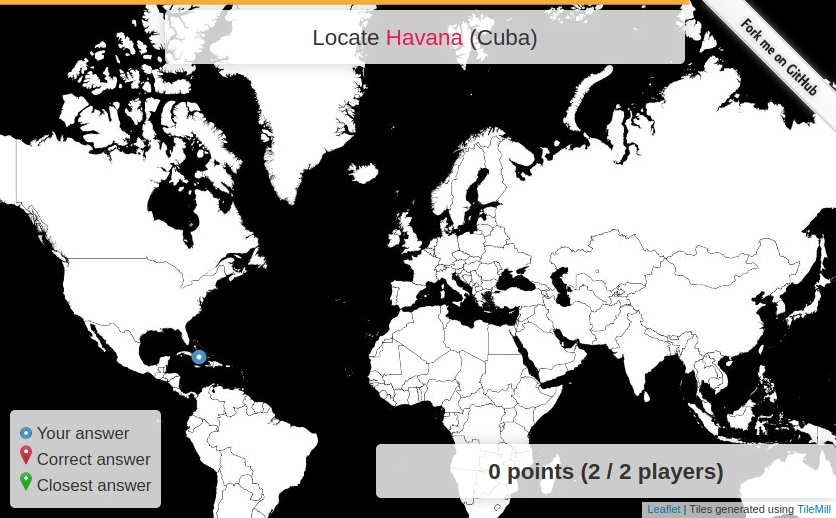 Locate Havana (Cuba)
Fork me on GitHub
Your answer
Correct answer
Closest answer
0 points (2 / 2 players)
Leaflet | Tiles generated using TileMill